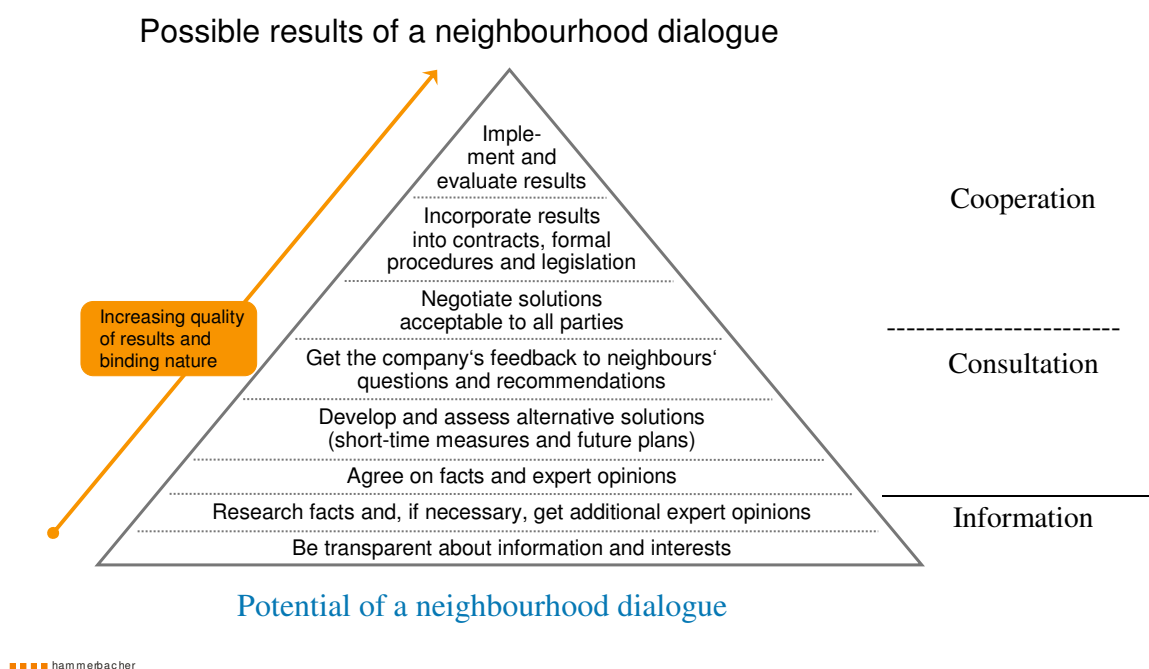 Possible results of a neighbourhood dialogue
Imple-
ment and
evaluate results
Cooperation
Incorporate results
into contracts, formal
procedures and legislation
Increasing quality
of results and
binding nature
Negotiate solutions
acceptable to all parties
Get the company‘s feedback to neighbours‘
questions and recommendations
Consultation
Develop and assess alternative solutions
(short-time measures and future plans)
Agree on facts and expert opinions
Research facts and, if necessary, get additional expert opinions
Information
Be transparent about information and interests
Potential of a neighbourhood dialogue
hammerbacher